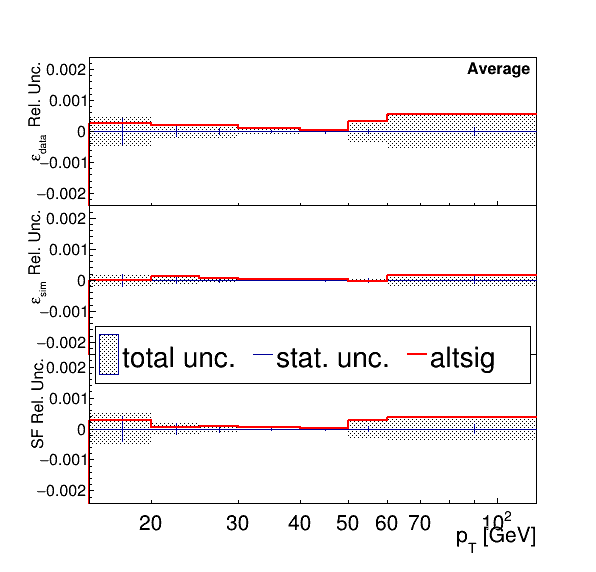 Average
ε_data Rel. Unc.
0.002
0.001
0
−0.001
−0.002
ε_sim Rel. Unc.
0.002
0.001
0
−0.001
−0.002
total unc. stat. unc. altsig
SF Rel. Unc.
0.002
0.001
0
−0.001
−0.002
20 30 40 50 60 70 10²
p_T [GeV]